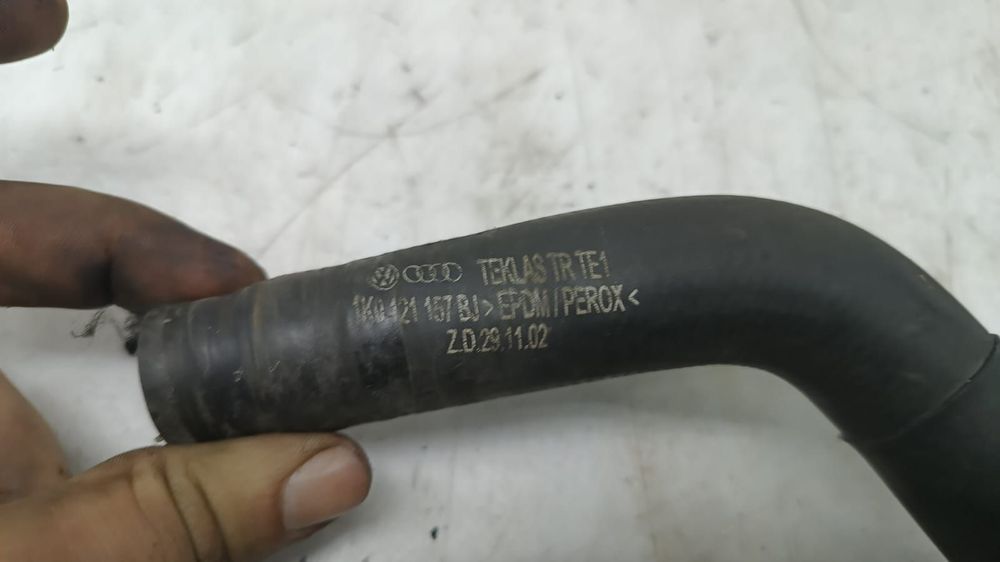 TEKLAS TR TE1
1K0 121 157 BJ >EPDM/PEROX<
Z.D.29.11.02